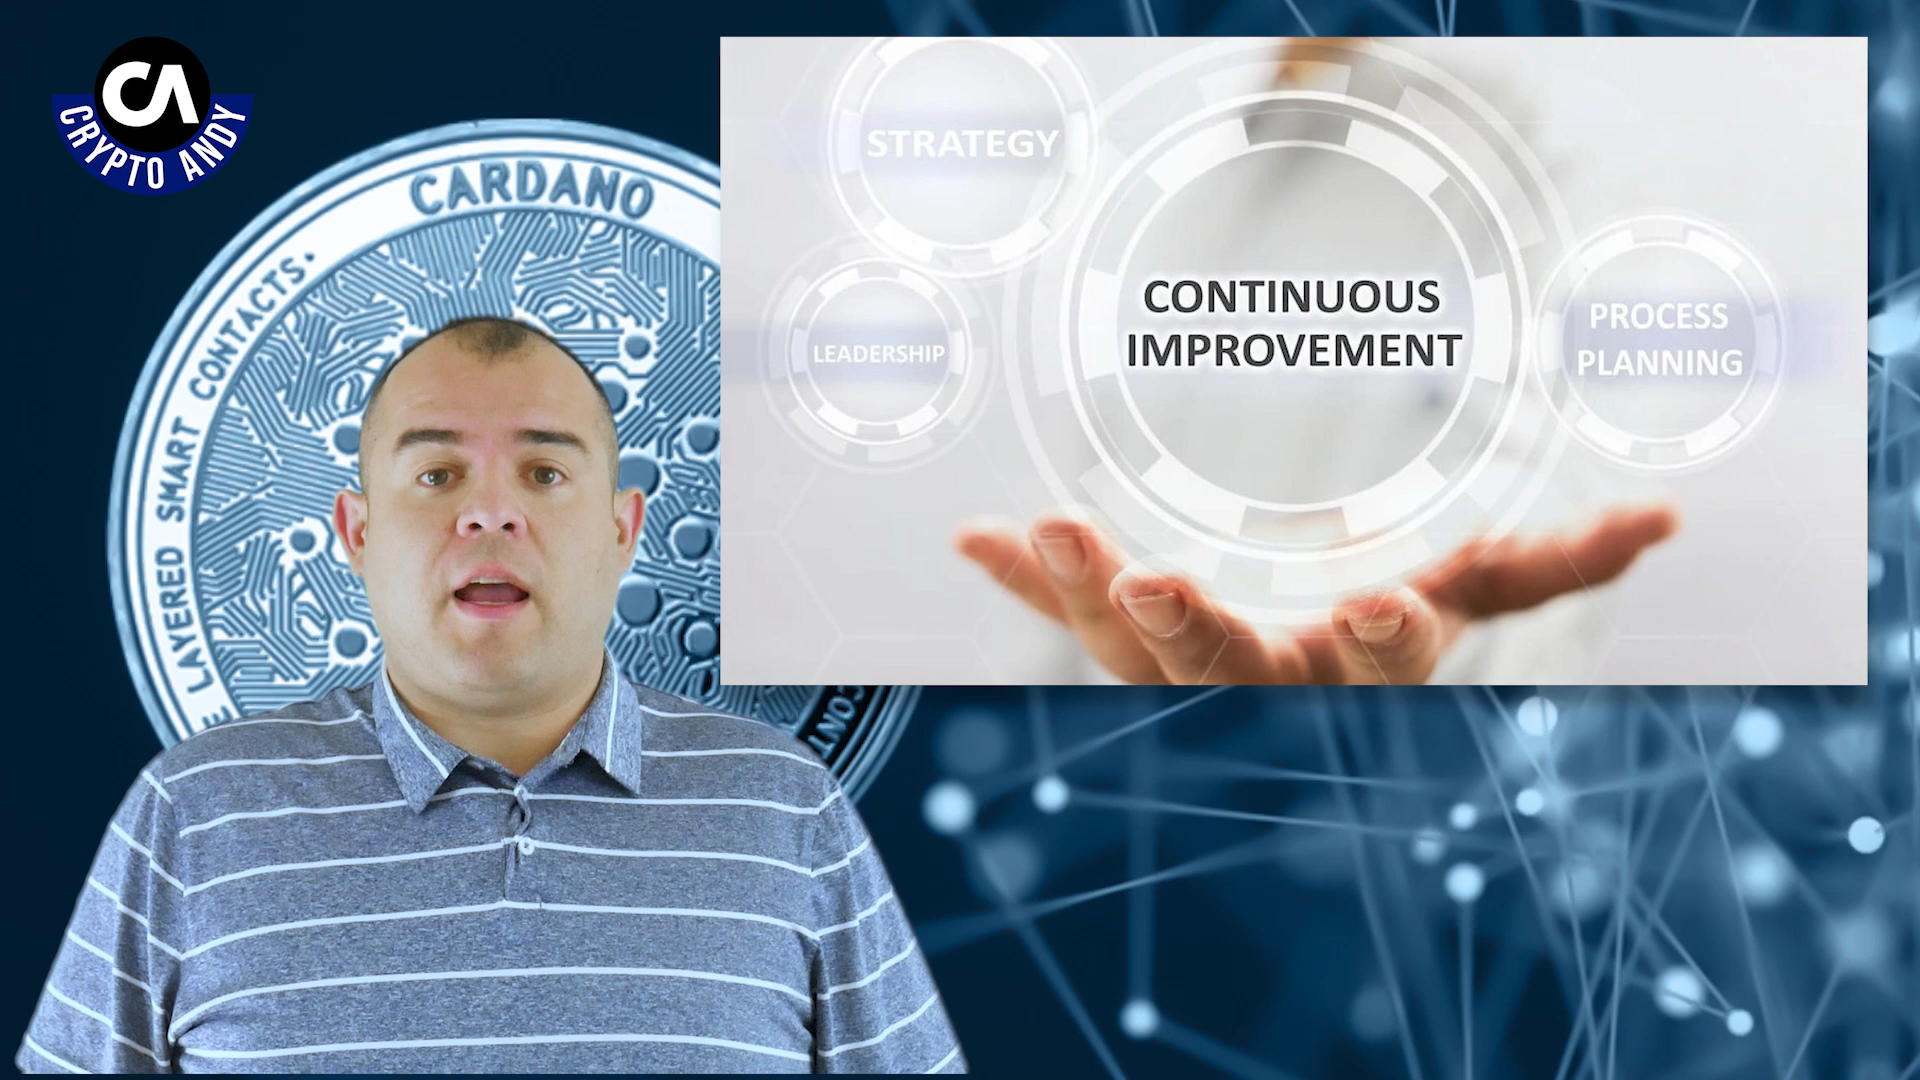 CA
CRYPTO ANDY
CARDANO
LAYERED SMART CONTACTS.
STRATEGY
LEADERSHIP
CONTINUOUS
IMPROVEMENT
PROCESS
PLANNING